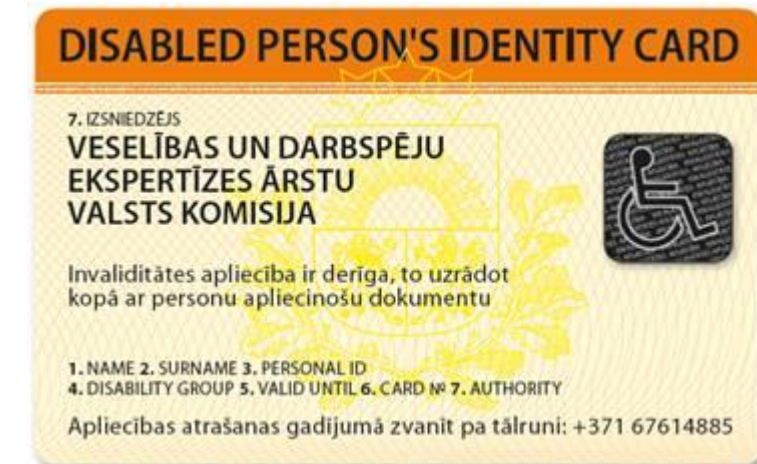 DISABLED PERSON'S IDENTITY CARD
7. IZSNIEDZĒJS
VESELĪBAS UN DARBSPĒJU
EKSPERTĪZES ĀRSTU
VALSTS KOMISIJA
Invaliditātes apliecība ir derīga, to uzrādot
kopā ar personu apliecinošu dokumentu
1. NAME 2. SURNAME 3. PERSONAL ID
4. DISABILITY GROUP 5. VALID UNTIL 6. CARD № 7. AUTHORITY
Apliecības atrašanas gadījumā zvanīt pa tālruni: +371 67614885